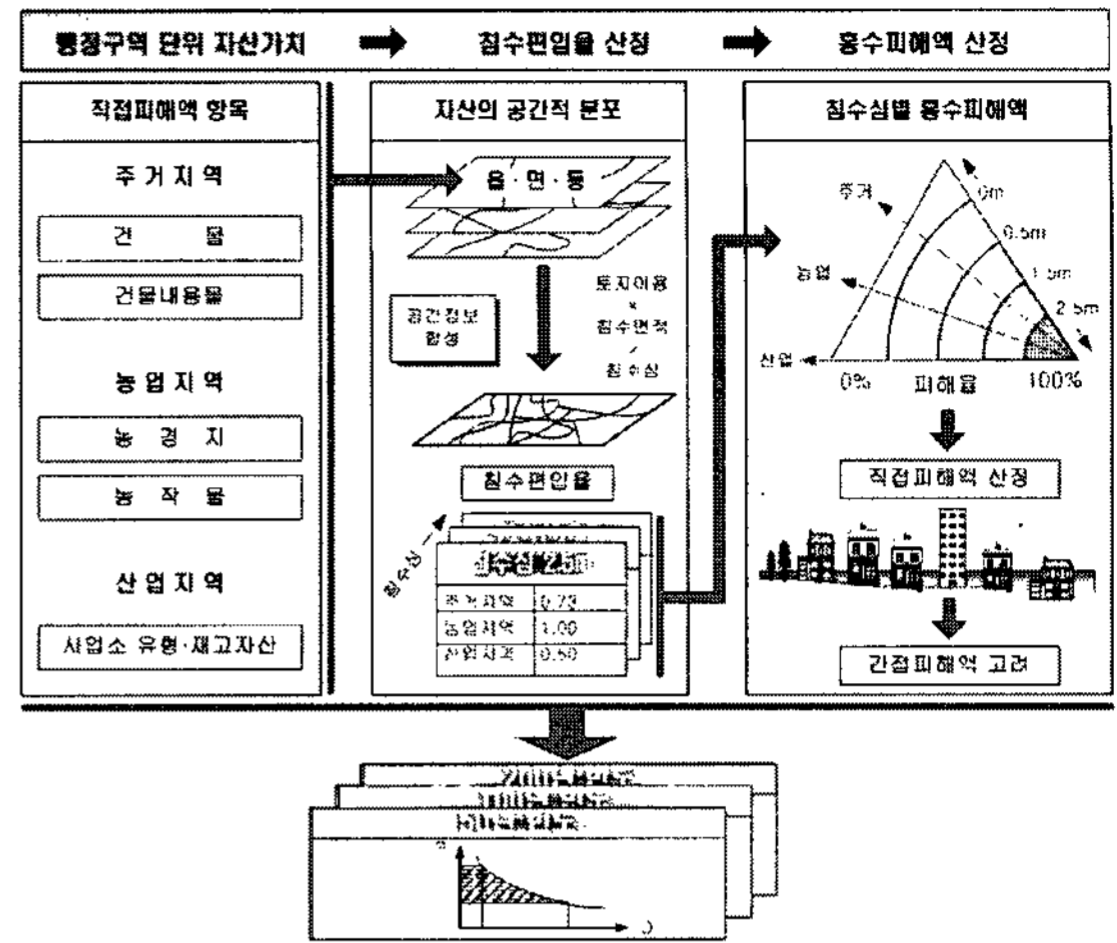 행정구역 단위 자산가치
침수편입율 산정
홍수피해액 산정
직접피해액 항목
주거지역
건 물
건물내용물
농업지역
농 경 지
농 작 물
산업지역
사업소 유형·재고자산
자산의 공간적 분포
읍·면·동
공간정보
합성
토지이용
×
침수면적
/
침수심
침수편입율
침수심
주거지역 0.73
농업지역 1.00
산업지역 0.50
침수심별 홍수피해액
주거
농업
산업
0m
0.5m
1.5m
2.5m
0% 피해율 100%
직접피해액 산정
간접피해액 고려